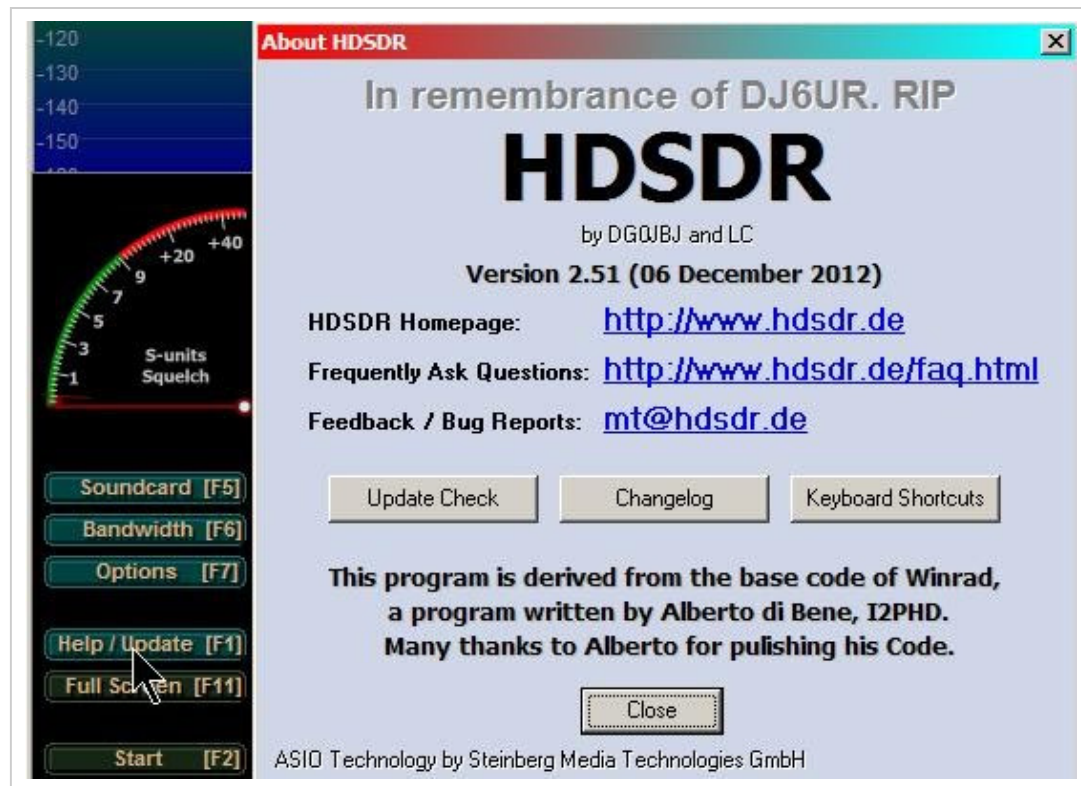 -120
-130
-140
-150
1
3
5
7
9
+20
+40
S-units
Squelch
Soundcard [F5]
Bandwidth [F6]
Options [F7]
Help / Update [F1]
Full Screen [F11]
Start [F2]
About HDSDR
In remembrance of DJ6UR. RIP
HDSDR
by DG0JBJ and LC
Version 2.51 (06 December 2012)
HDSDR Homepage: http://www.hdsdr.de
Frequently Ask Questions: http://www.hdsdr.de/faq.html
Feedback / Bug Reports: mt@hdsdr.de
Update Check
Changelog
Keyboard Shortcuts
This program is derived from the base code of Winrad,
a program written by Alberto di Bene, I2PHD.
Many thanks to Alberto for pulishing his Code.
Close
ASIO Technology by Steinberg Media Technologies GmbH